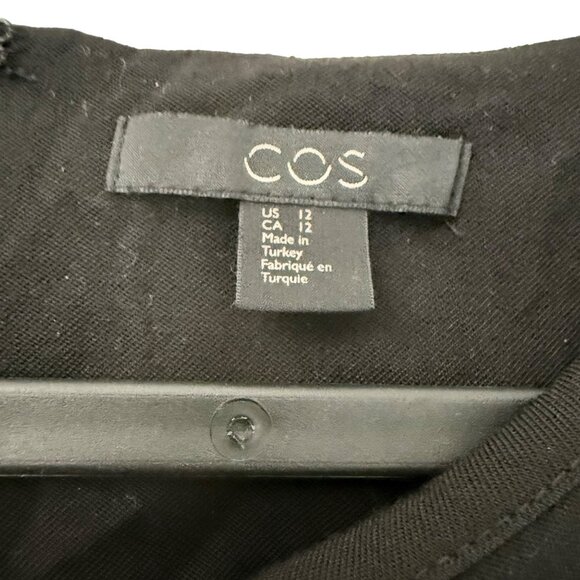 COS
US 12
CA 12
Made in
Turkey
Fabriqué en
Turquie